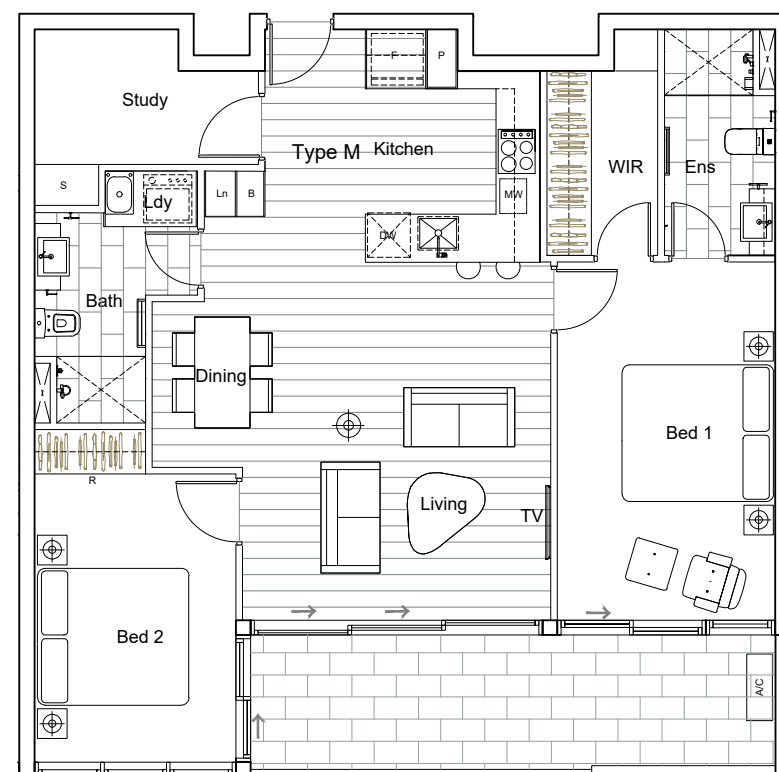 F
P
Study
Type M
Kitchen
WIR
Ens
I
S
Ldy
Ln
B
MW
DW
Bath
Dining
I
Bed 1
R
Living
TV
Bed 2
A/C